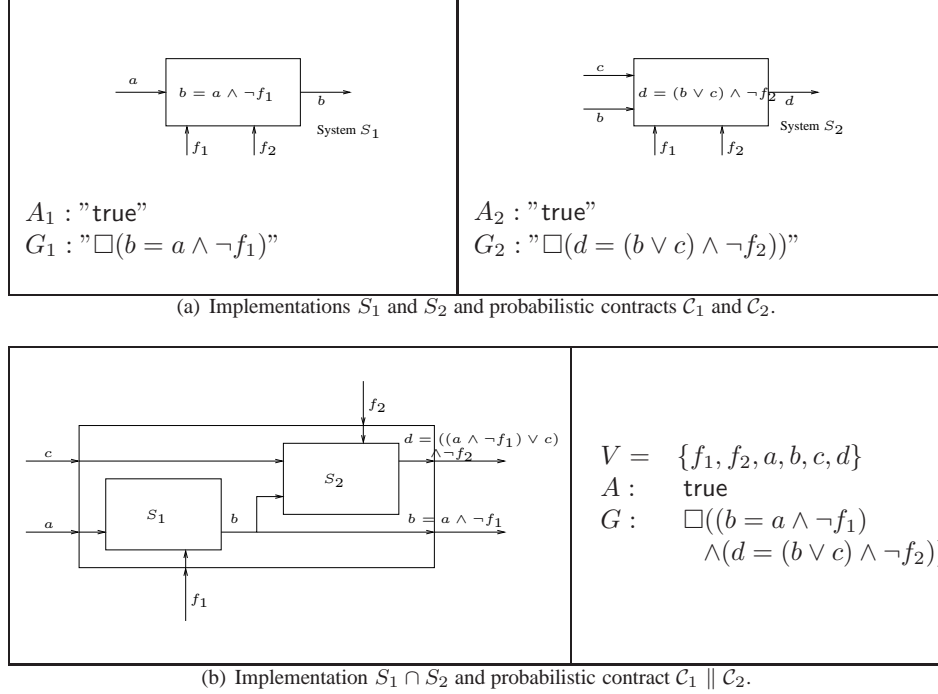 a
b = a ∧ ¬f₁
b
System S₁
f₁
f₂
A₁ : ”true”
G₁ : ”□(b = a ∧ ¬f₁)”
c
b
d = (b ∨ c) ∧ ¬f₂
d
System S₂
f₁
f₂
A₂ : ”true”
G₂ : ”□(d = (b ∨ c) ∧ ¬f₂))”
(a) Implementations S₁ and S₂ and probabilistic contracts C₁ and C₂.
f₂
d = ((a ∧ ¬f₁) ∨ c)
∧¬f₂
c
S₂
S₁
b
b = a ∧ ¬f₁
a
f₁
V = {f₁, f₂, a, b, c, d}
A : true
G : □((b = a ∧ ¬f₁)
∧(d = (b ∨ c) ∧ ¬f₂))
(b) Implementation S₁ ∩ S₂ and probabilistic contract C₁ ∥ C₂.